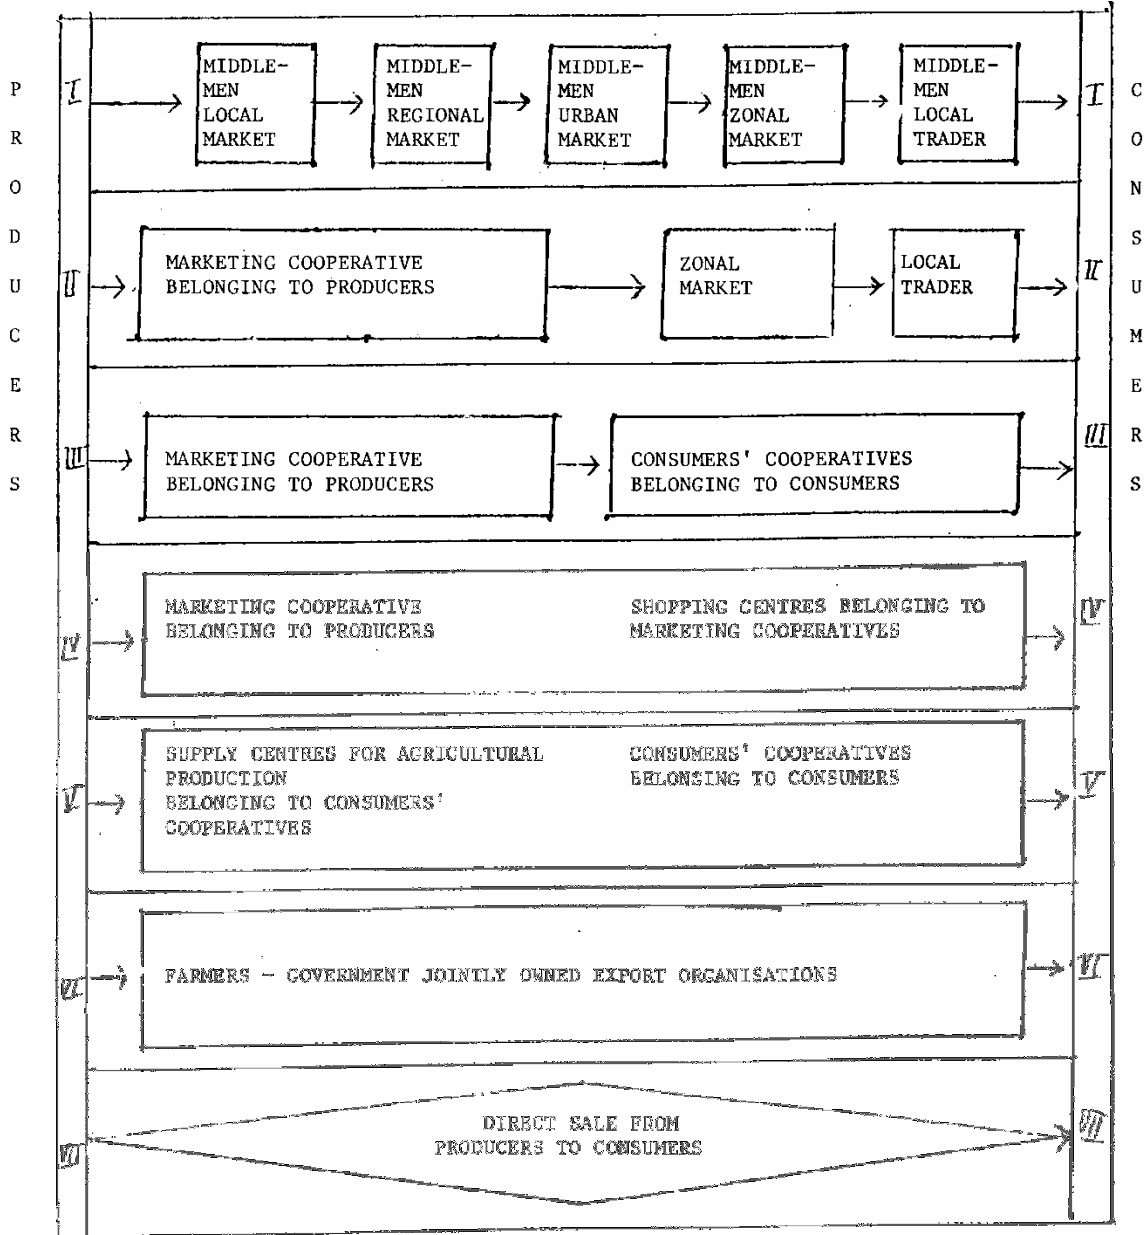 PRODUCERS
CONSUMERS
I
MIDDLE-
MEN
LOCAL
MARKET
MIDDLE-
MEN
REGIONAL
MARKET
MIDDLE-
MEN
URBAN
MARKET
MIDDLE-
MEN
ZONAL
MARKET
MIDDLE-
MEN
LOCAL
TRADER
I
II
MARKETING COOPERATIVE
BELONGING TO PRODUCERS
ZONAL
MARKET
LOCAL
TRADER
II
III
MARKETING COOPERATIVE
BELONGING TO PRODUCERS
CONSUMERS' COOPERATIVES
BELONGING TO CONSUMERS
III
IV
MARKETING COOPERATIVE
BELONGING TO PRODUCERS
SHOPPING CENTRES BELONGING TO
MARKETING COOPERATIVES
IV
V
SUPPLY CENTRES FOR AGRICULTURAL
PRODUCTION
BELONGING TO CONSUMERS'
COOPERATIVES
CONSUMERS' COOPERATIVES
BELONSING TO CONSUMERS
V
VI
FARMERS - GOVERNMENT JOINTLY OWNED EXPORT ORGANISATIONS
VI
VII
DIRECT SALE FROM
PRODUCERS TO CONSUMERS
VII